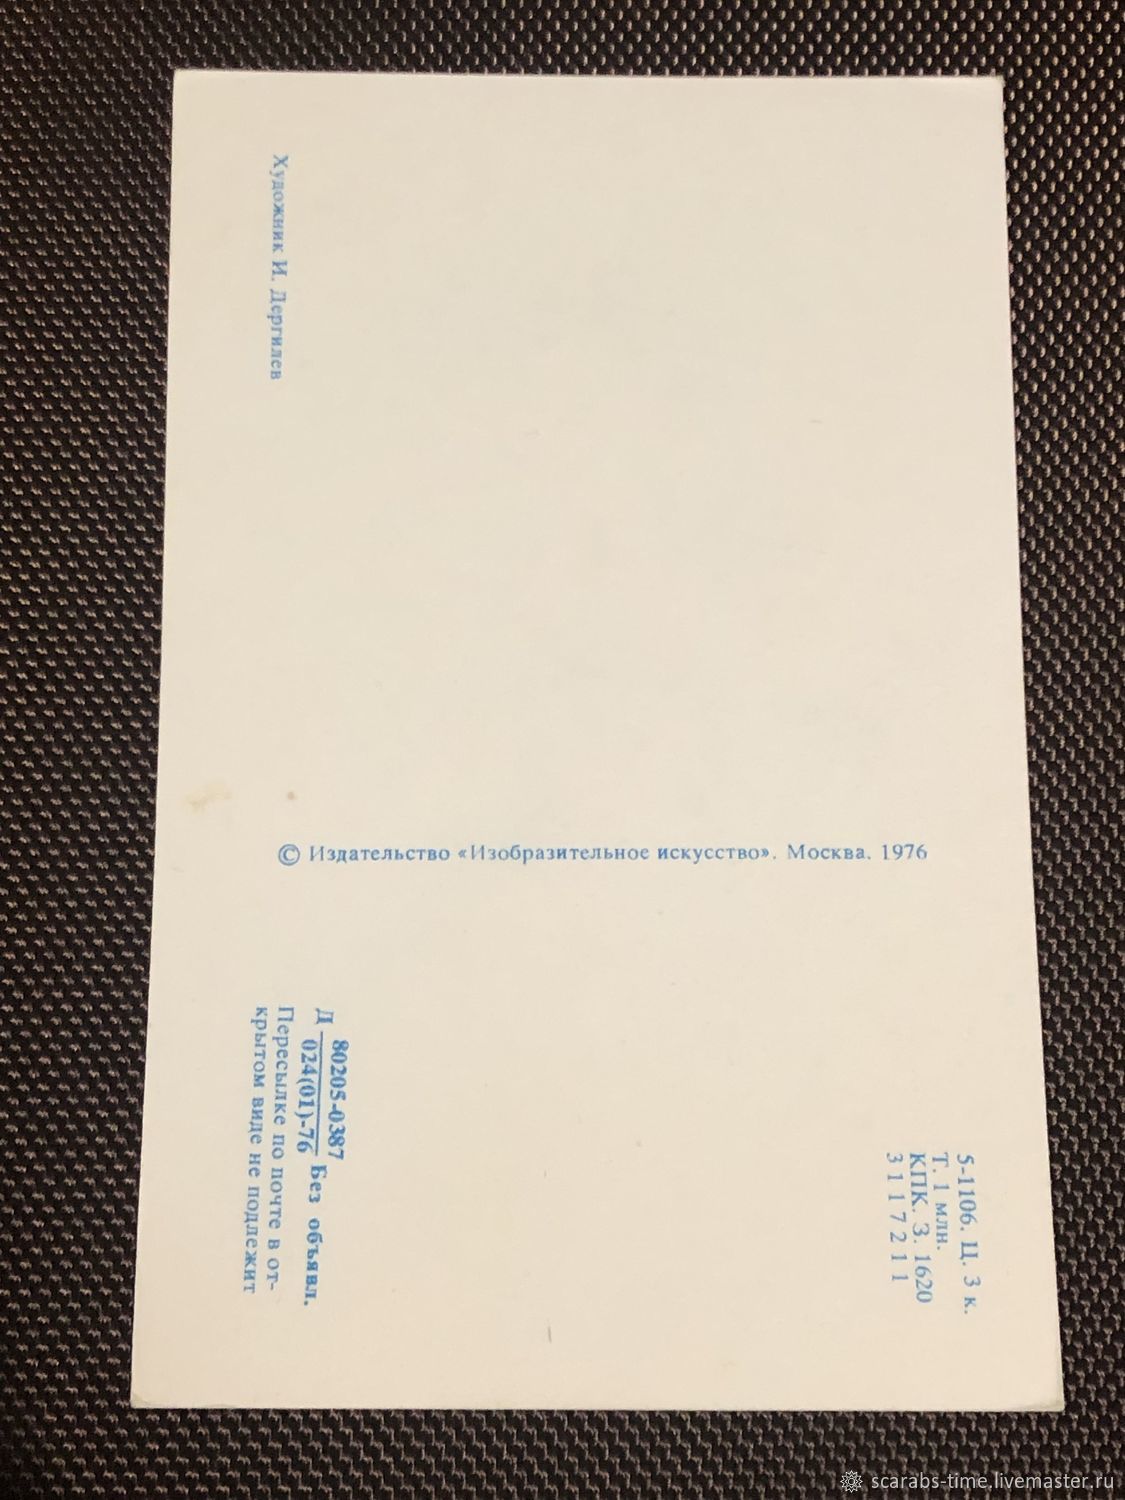 Художник И. Дергилев
© Издательство «Изобразительное искусство». Москва. 1976
5-1106. Ц. 3 к.
Т. 1 млн.
КПК. З. 1620
3 1 1 7 2 1 1
80205-0387
Д 024(01)-76 Без объявл.
Пересылке по почте в от-
крытом виде не подлежит
scarabs-time.livemaster.ru